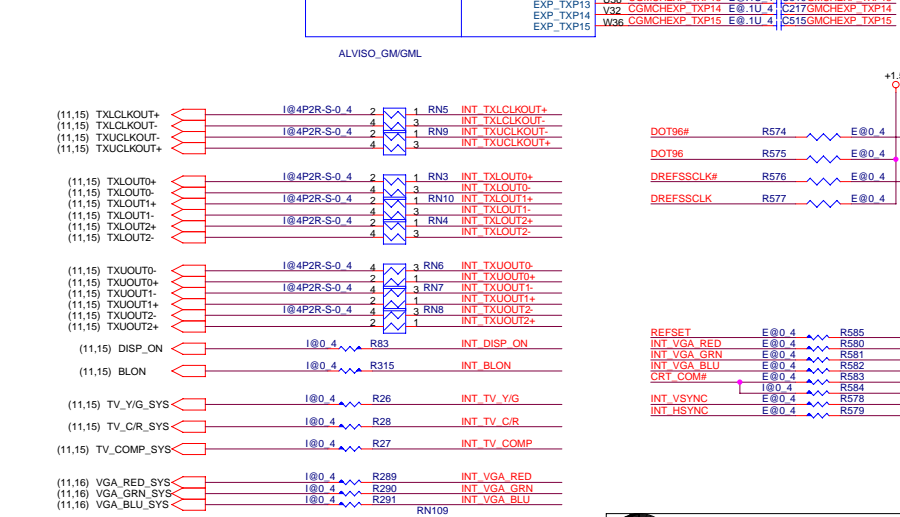 EXP_TXP13
EXP_TXP14 V32 CGMCHEXP_TXP14 E@.1U_4 C217 GMCHEXP_TXP14
EXP_TXP15 W36 CGMCHEXP_TXP15 E@.1U_4 C515 GMCHEXP_TXP15
ALVISO_GM/GML
(11,15) TXLCLKOUT+ I@4P2R-S-0_4 2 1 RN5 INT_TXLCLKOUT+
(11,15) TXLCLKOUT- 4 3 INT_TXLCLKOUT-
(11,15) TXUCLKOUT- I@4P2R-S-0_4 2 1 RN9 INT_TXUCLKOUT-
(11,15) TXUCLKOUT+ 4 3 INT_TXUCLKOUT+
(11,15) TXLOUT0+ I@4P2R-S-0_4 2 1 RN3 INT_TXLOUT0+
(11,15) TXLOUT0- 4 3 INT_TXLOUT0-
(11,15) TXLOUT1+ I@4P2R-S-0_4 2 1 RN10 INT_TXLOUT1+
(11,15) TXLOUT1- 4 3 INT_TXLOUT1-
(11,15) TXLOUT2+ I@4P2R-S-0_4 2 1 RN4 INT_TXLOUT2+
(11,15) TXLOUT2- 4 3 INT_TXLOUT2-
(11,15) TXUOUT0- I@4P2R-S-0_4 4 3 RN6 INT_TXUOUT0-
(11,15) TXUOUT0+ 2 1 INT_TXUOUT0+
(11,15) TXUOUT1- I@4P2R-S-0_4 4 3 RN7 INT_TXUOUT1-
(11,15) TXUOUT1+ 2 1 INT_TXUOUT1+
(11,15) TXUOUT2- I@4P2R-S-0_4 4 3 RN8 INT_TXUOUT2-
(11,15) TXUOUT2+ 2 1 INT_TXUOUT2+
(11,15) DISP_ON I@0_4 R83 INT_DISP_ON
(11,15) BLON I@0_4 R315 INT_BLON
(11,15) TV_Y/G_SYS I@0_4 R26 INT_TV_Y/G
(11,15) TV_C/R_SYS I@0_4 R28 INT_TV_C/R
(11,15) TV_COMP_SYS I@0_4 R27 INT_TV_COMP
(11,16) VGA_RED_SYS I@0_4 R289 INT_VGA_RED
(11,16) VGA_GRN_SYS I@0_4 R290 INT_VGA_GRN
(11,16) VGA_BLU_SYS I@0_4 R291 INT_VGA_BLU
RN109
DOT96# R574 E@0_4
DOT96 R575 E@0_4
DREFSSCLK# R576 E@0_4
DREFSSCLK R577 E@0_4
REFSET E@0_4 R585
INT_VGA_RED E@0_4 R580
INT_VGA_GRN E@0_4 R581
INT_VGA_BLU E@0_4 R582
CRT_COM# E@0_4 R583
I@0_4 R584
INT_VSYNC E@0_4 R578
INT_HSYNC E@0_4 R579